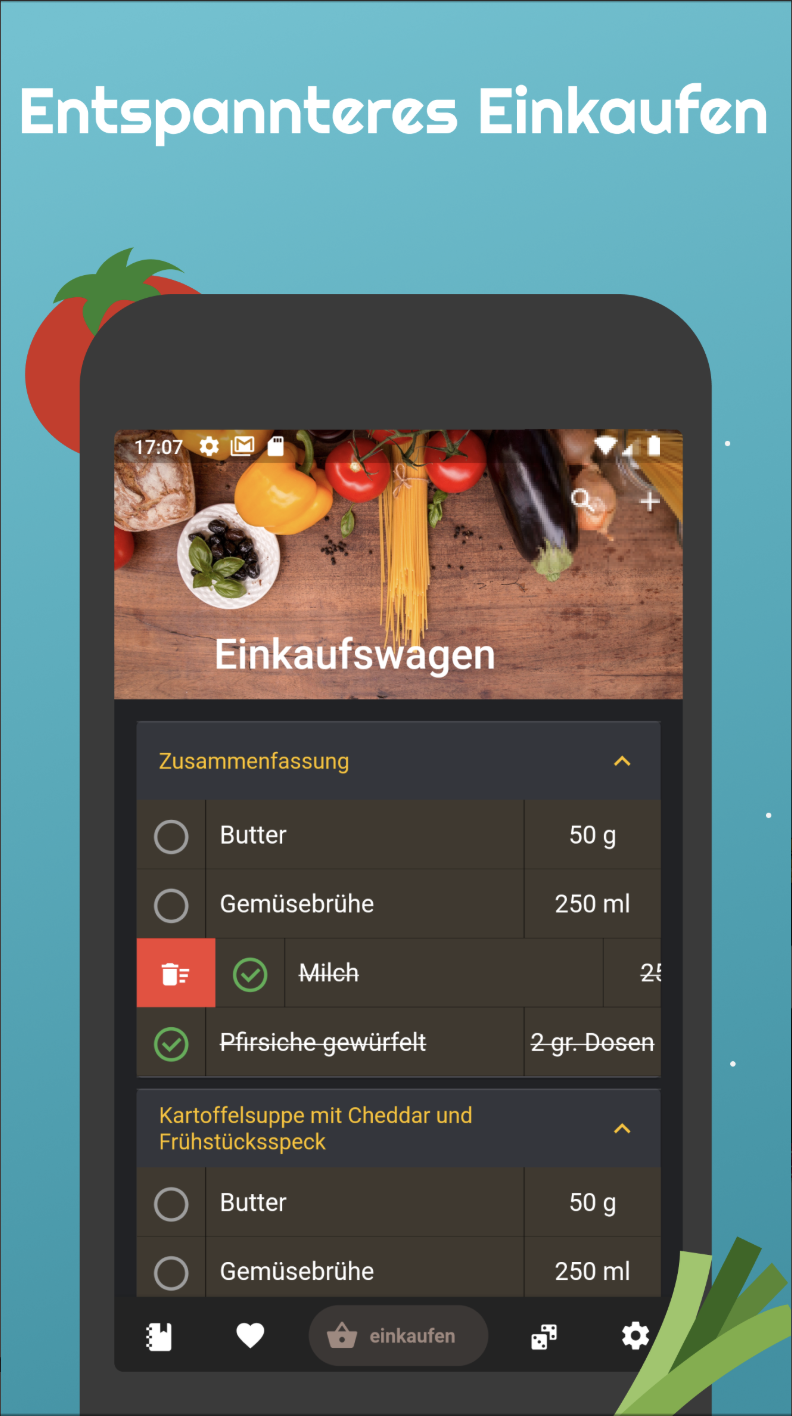 Entspannteres Einkaufen
17:07
Einkaufswagen
Zusammenfassung
Butter 50 g
Gemüsebrühe 250 ml
Milch 25
Pfirsiche gewürfelt 2 gr. Dosen
Kartoffelsuppe mit Cheddar und
Frühstücksspeck
Butter 50 g
Gemüsebrühe 250 ml
einkaufen